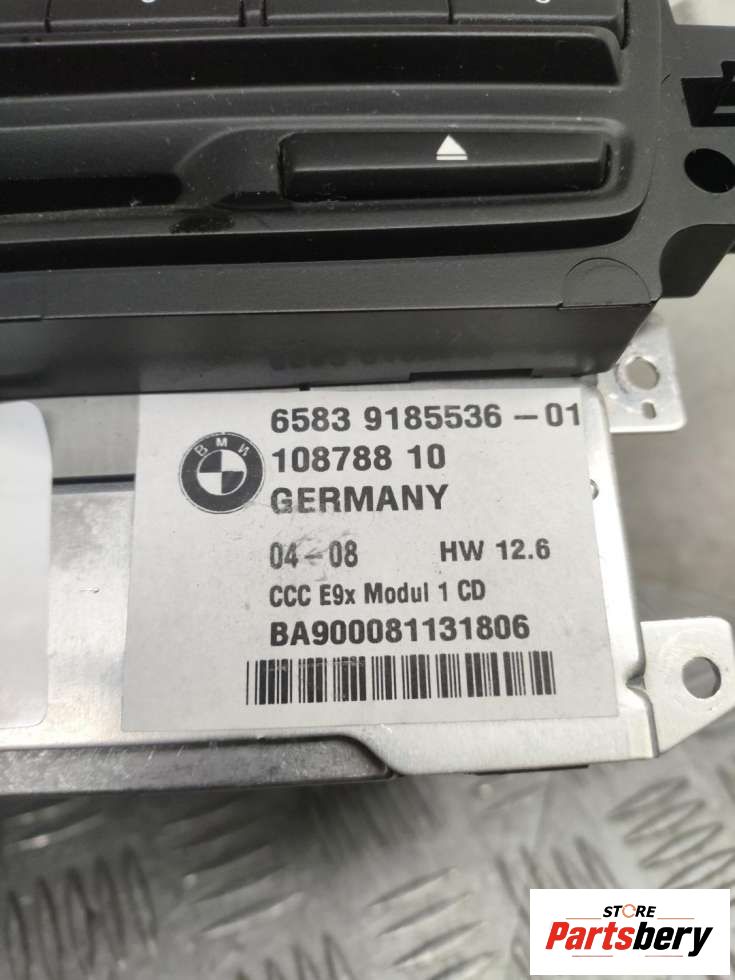 6583 9185536-01
BMW
108788 10
GERMANY
04-08 HW 12.6
CCC E9x Modul 1 CD
BA900081131806
STORE
Partsbery